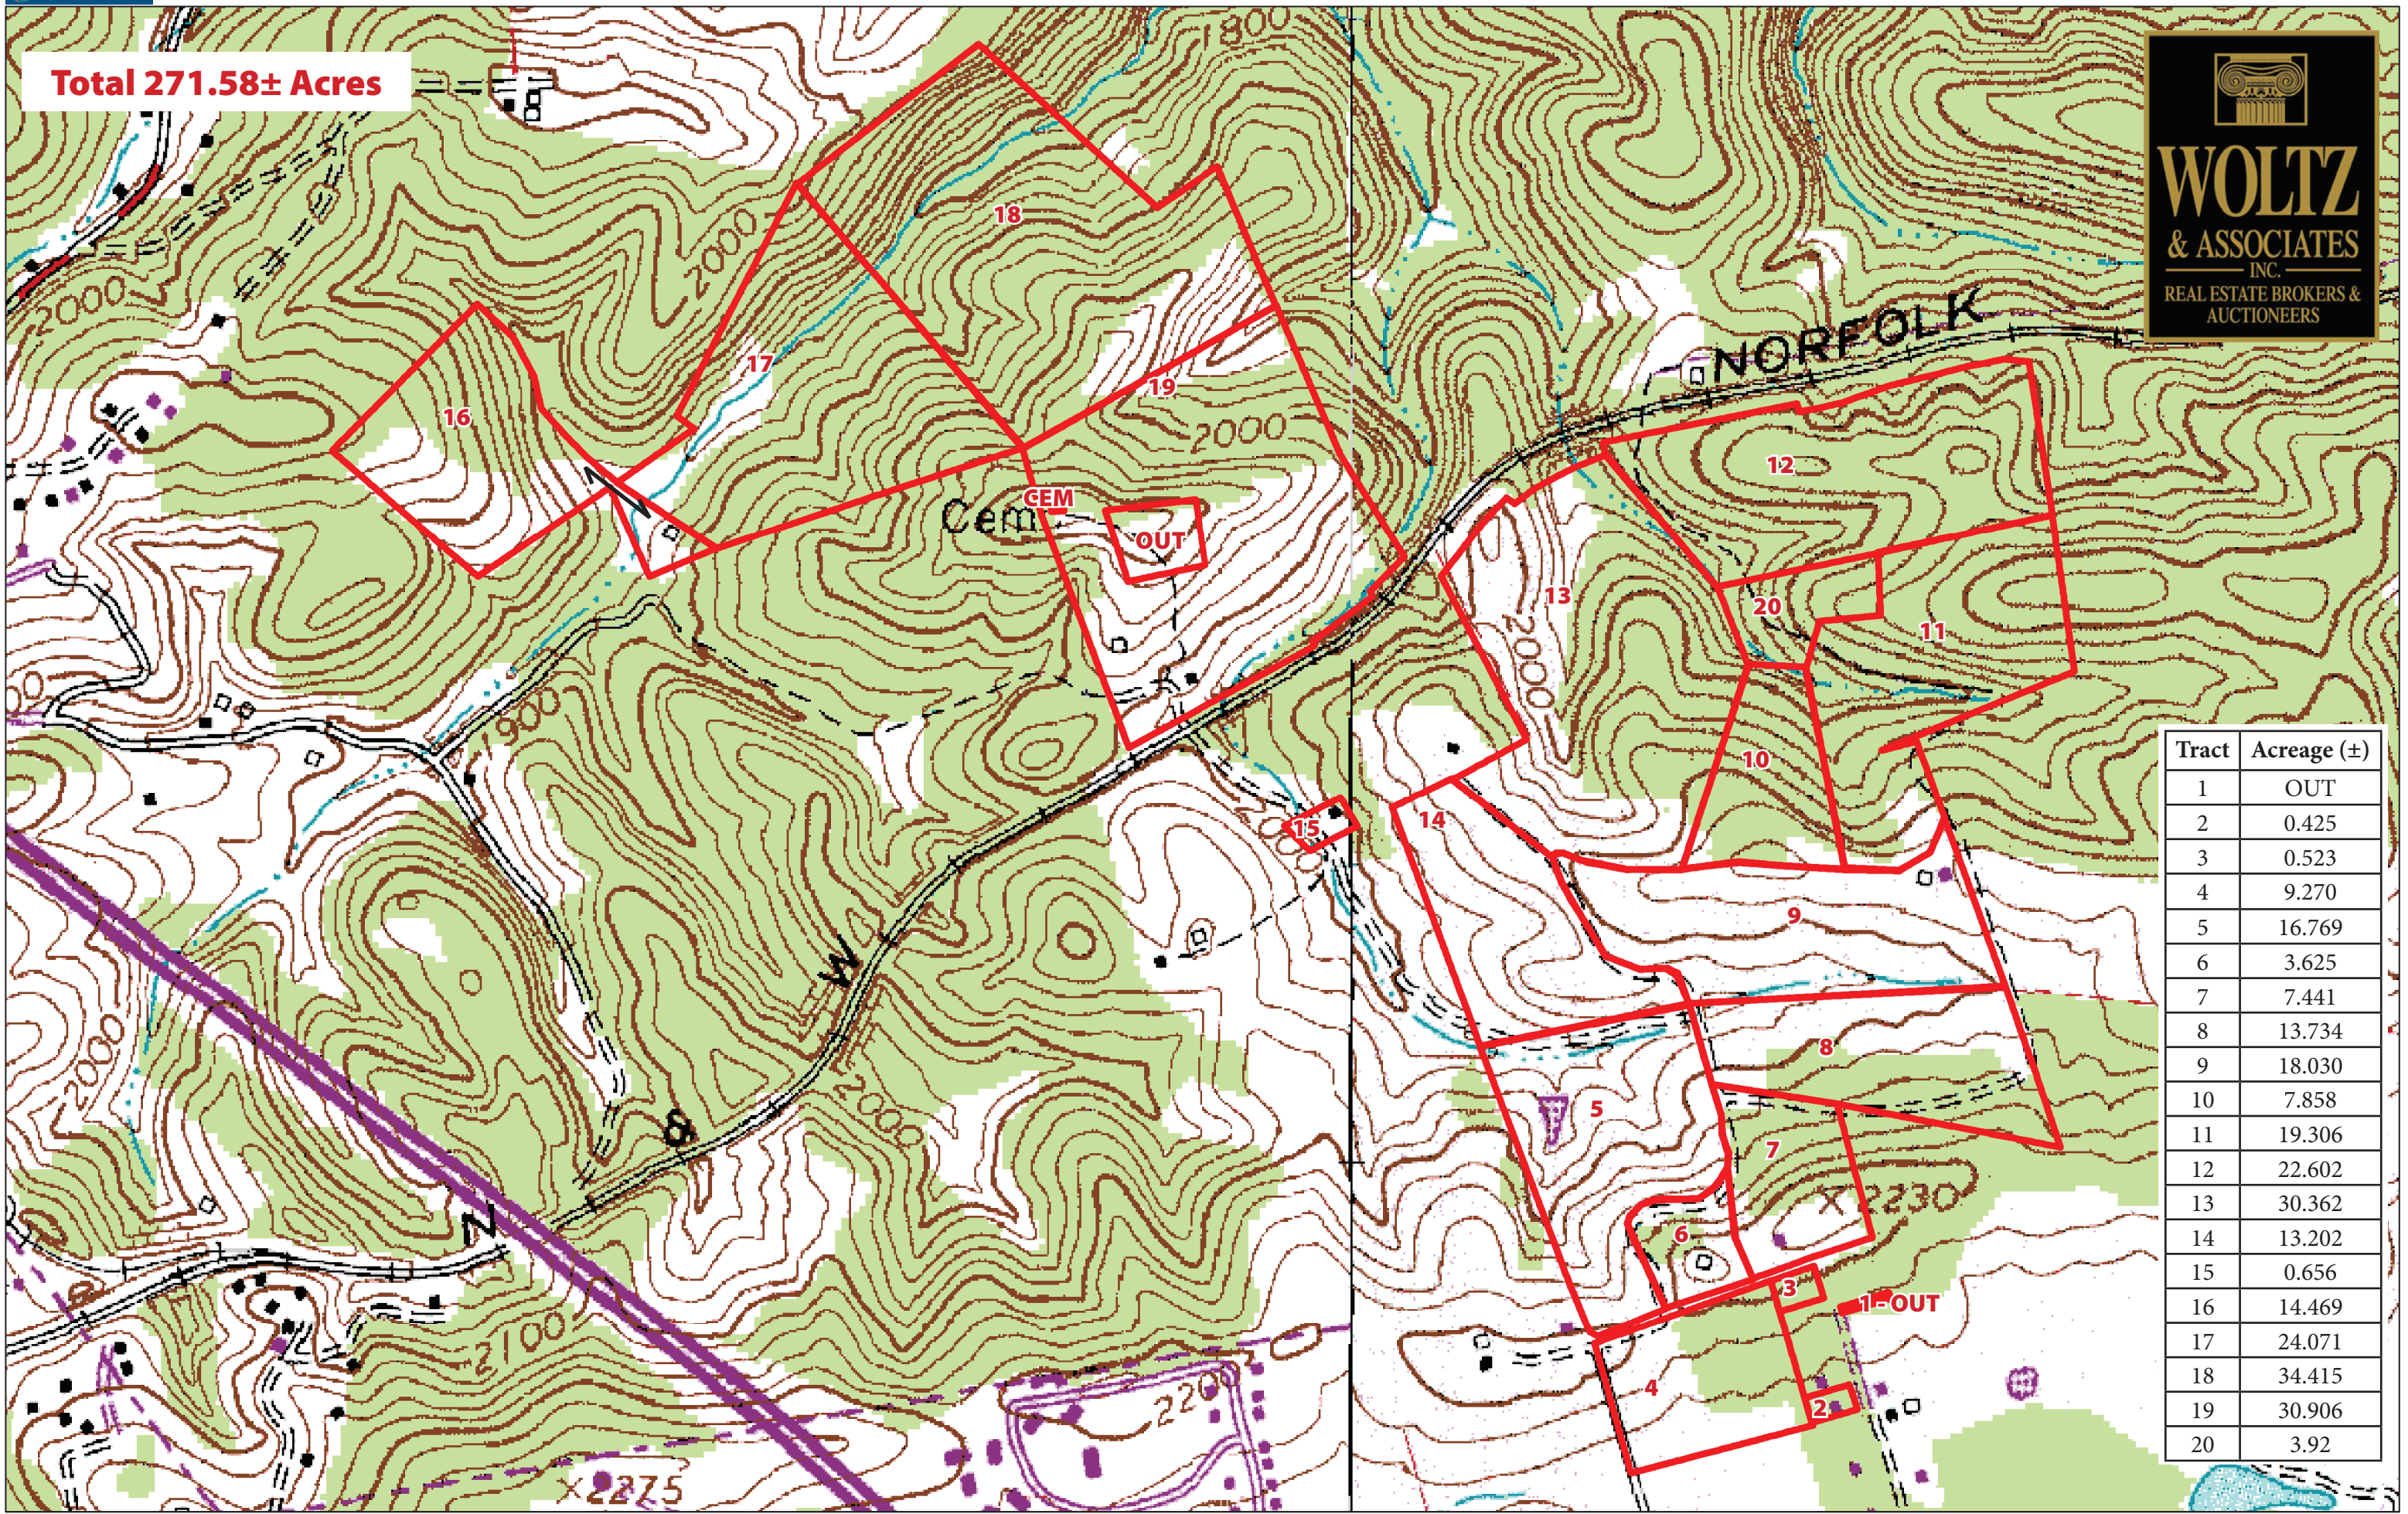 Total 271.58± Acres
1800
WOLTZ
& ASSOCIATES
INC.
REAL ESTATE BROKERS &
AUCTIONEERS
18
2000
2000
NORFOLK
17
16
19
2000
12
CEM
Cem
OUT
13
20
11
2000
1900
10
14
15
9
W
2000
2000
8
5
7
&
2000
X 2230
6
N
3
1 - OUT
2100
4
2
220
X 2275
Tract Acreage (±)
1 OUT
2 0.425
3 0.523
4 9.270
5 16.769
6 3.625
7 7.441
8 13.734
9 18.030
10 7.858
11 19.306
12 22.602
13 30.362
14 13.202
15 0.656
16 14.469
17 24.071
18 34.415
19 30.906
20 3.92